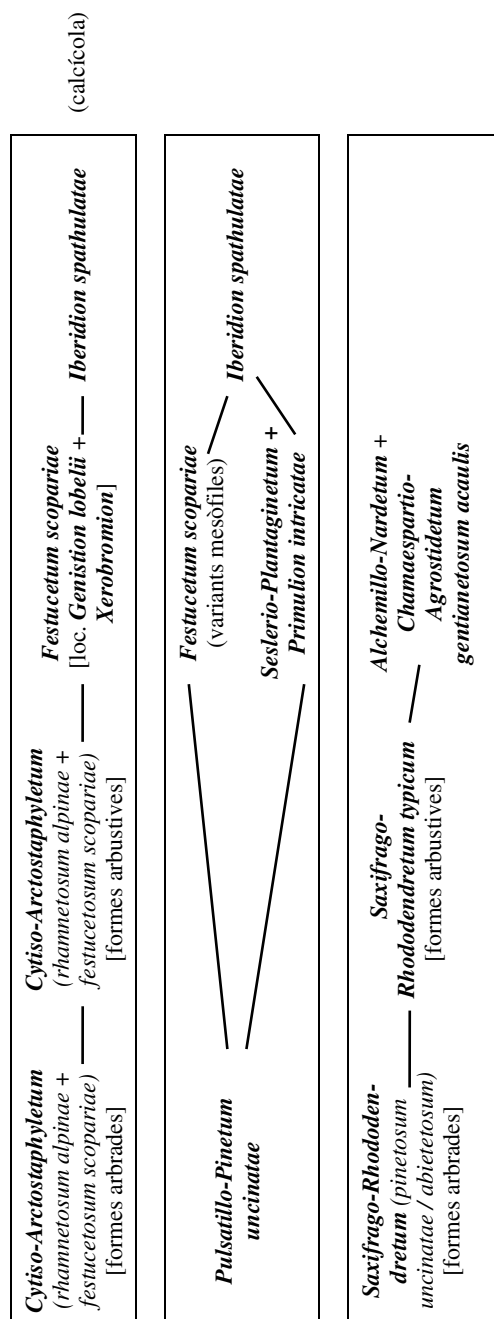 (calcícola)
Cytiso-Arctostaphyletum
(rhamnetosum alpinae +
festucetosum scopariae)
[formes arbrades]
Cytiso-Arctostaphyletum
(rhamnetosum alpinae +
festucetosum scopariae)
[formes arbustives]
Festucetum scopariae
[loc. Genistion lobelii +
Xerobromion]
Iberidion spathulatae
Pulsatillo-Pinetum
uncinatae
Festucetum scopariae
(variants mesòfiles)
Seslerio-Plantaginetum +
Primulion intricatae
Iberidion spathulatae
Saxifrago-Rhododen-
dretum (pinetosum
uncinatae / abietetosum)
[formes arbrades]
Saxifrago-
Rhododendretum typicum
[formes arbustives]
Alchemillo-Nardetum +
Chamaespartio-
Agrostidetum
gentianetosum acaulis